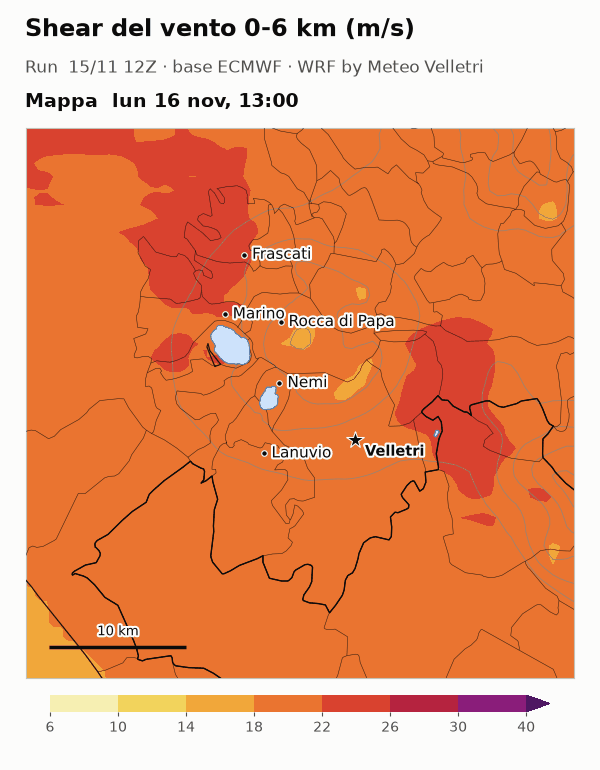 Shear del vento 0-6 km (m/s)
Run  15/11 12Z · base ECMWF · WRF by Meteo Velletri
Mappa  lun 16 nov, 13:00
Frascati
Marino
Rocca di Papa
Nemi
Velletri
Lanuvio
10 km
6 10 14 18 22 26 30 40